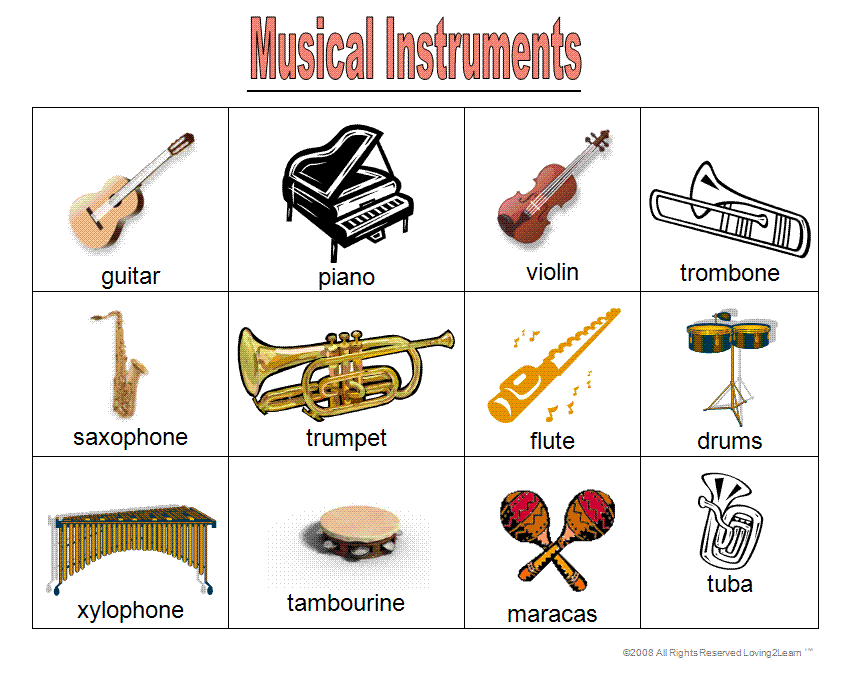 Musical Instruments
guitar
piano
violin
trombone
saxophone
trumpet
flute
drums
xylophone
tambourine
maracas
tuba
©2008 All Rights Reserved Loving2Learn ™